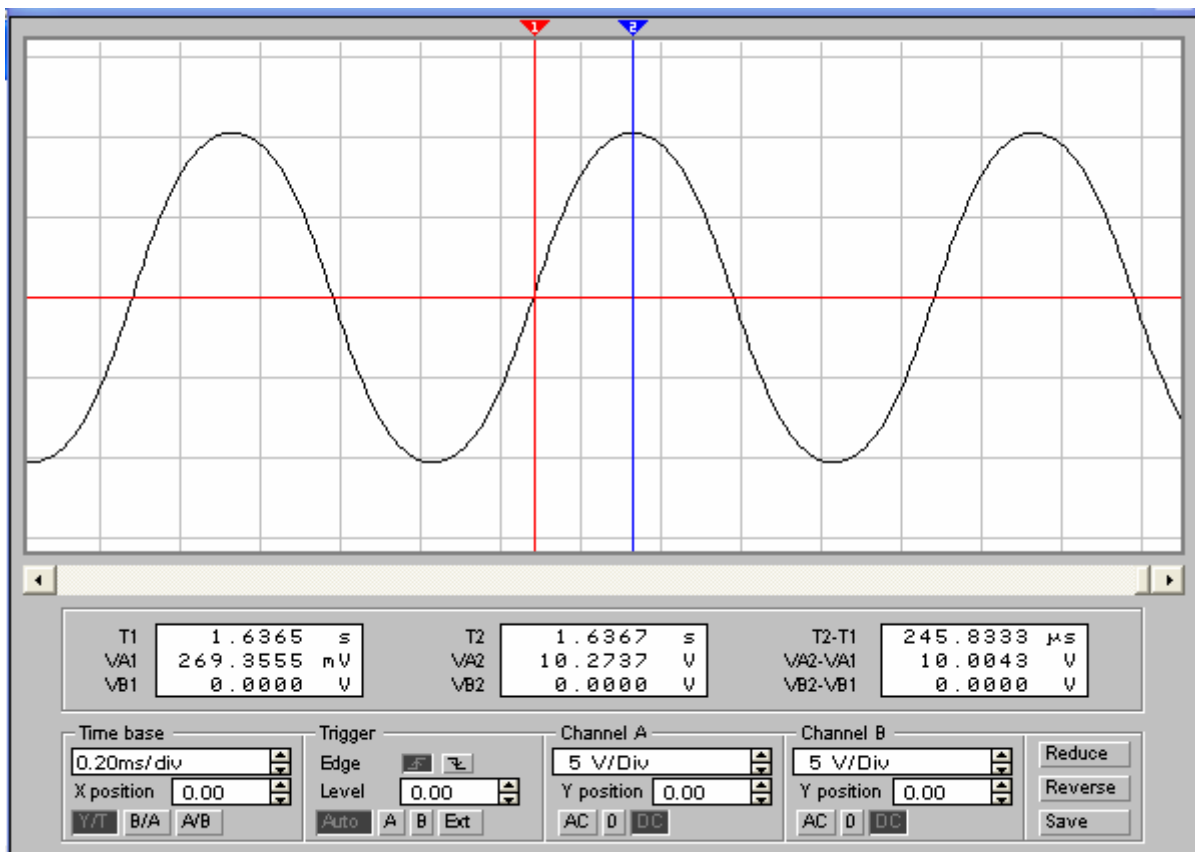 1 2
T1 1.6365 s T2 1.6367 s T2-T1 245.8333 µs
VA1 269.3555 mV VA2 10.2737 V VA2-VA1 10.0043 V
VB1 0.0000 V VB2 0.0000 V VB2-VB1 0.0000 V
Time base Trigger Channel A Channel B
0.20ms/div Edge 5 V/Div 5 V/Div Reduce
X position 0.00 Level 0.00 Y position 0.00 Y position 0.00 Reverse
Y/T B/A A/B Auto A B Ext AC 0 DC AC 0 DC Save